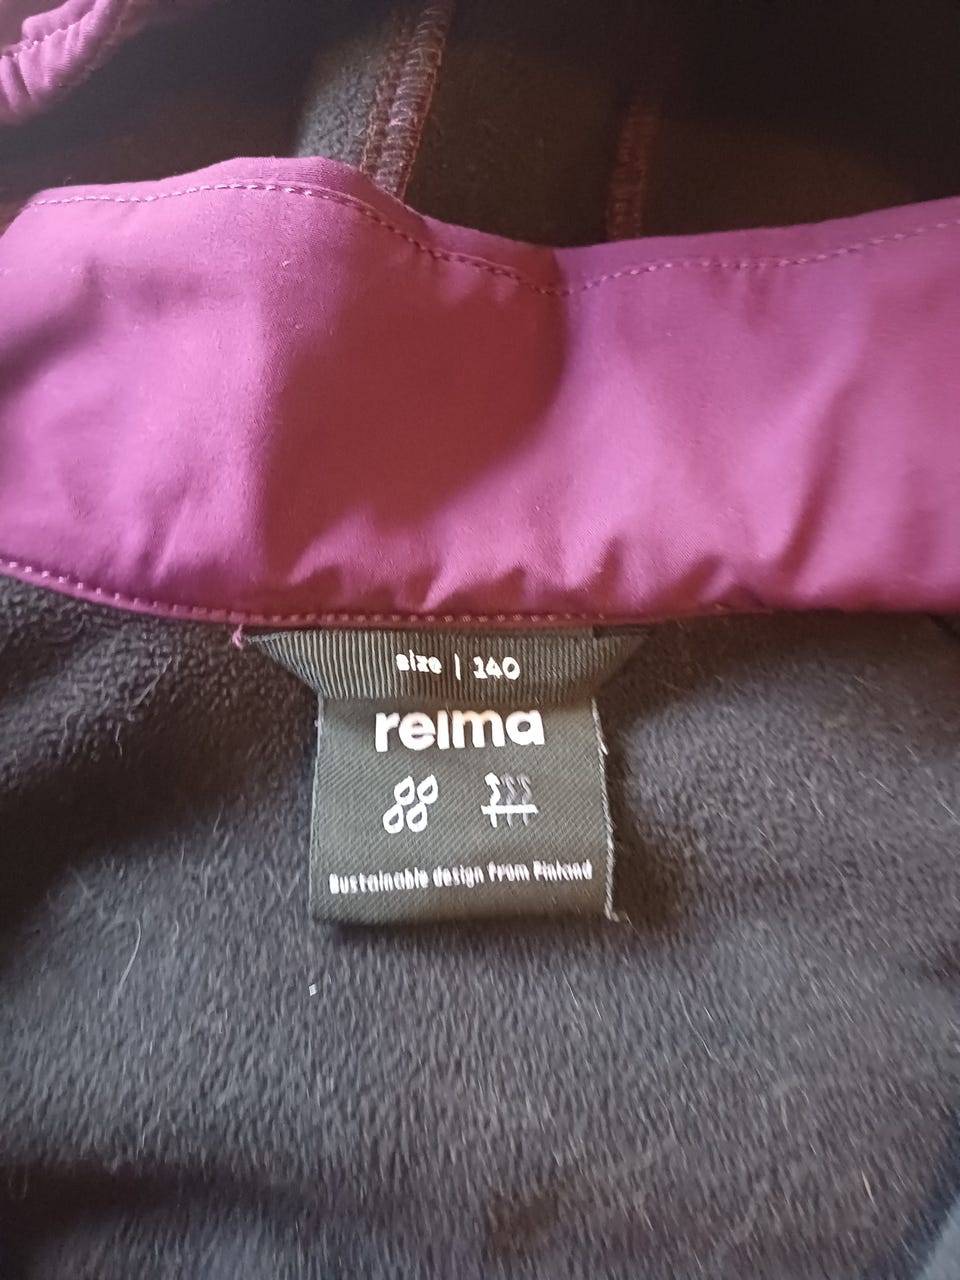 size | 140
reima
Sustainable design from Finland